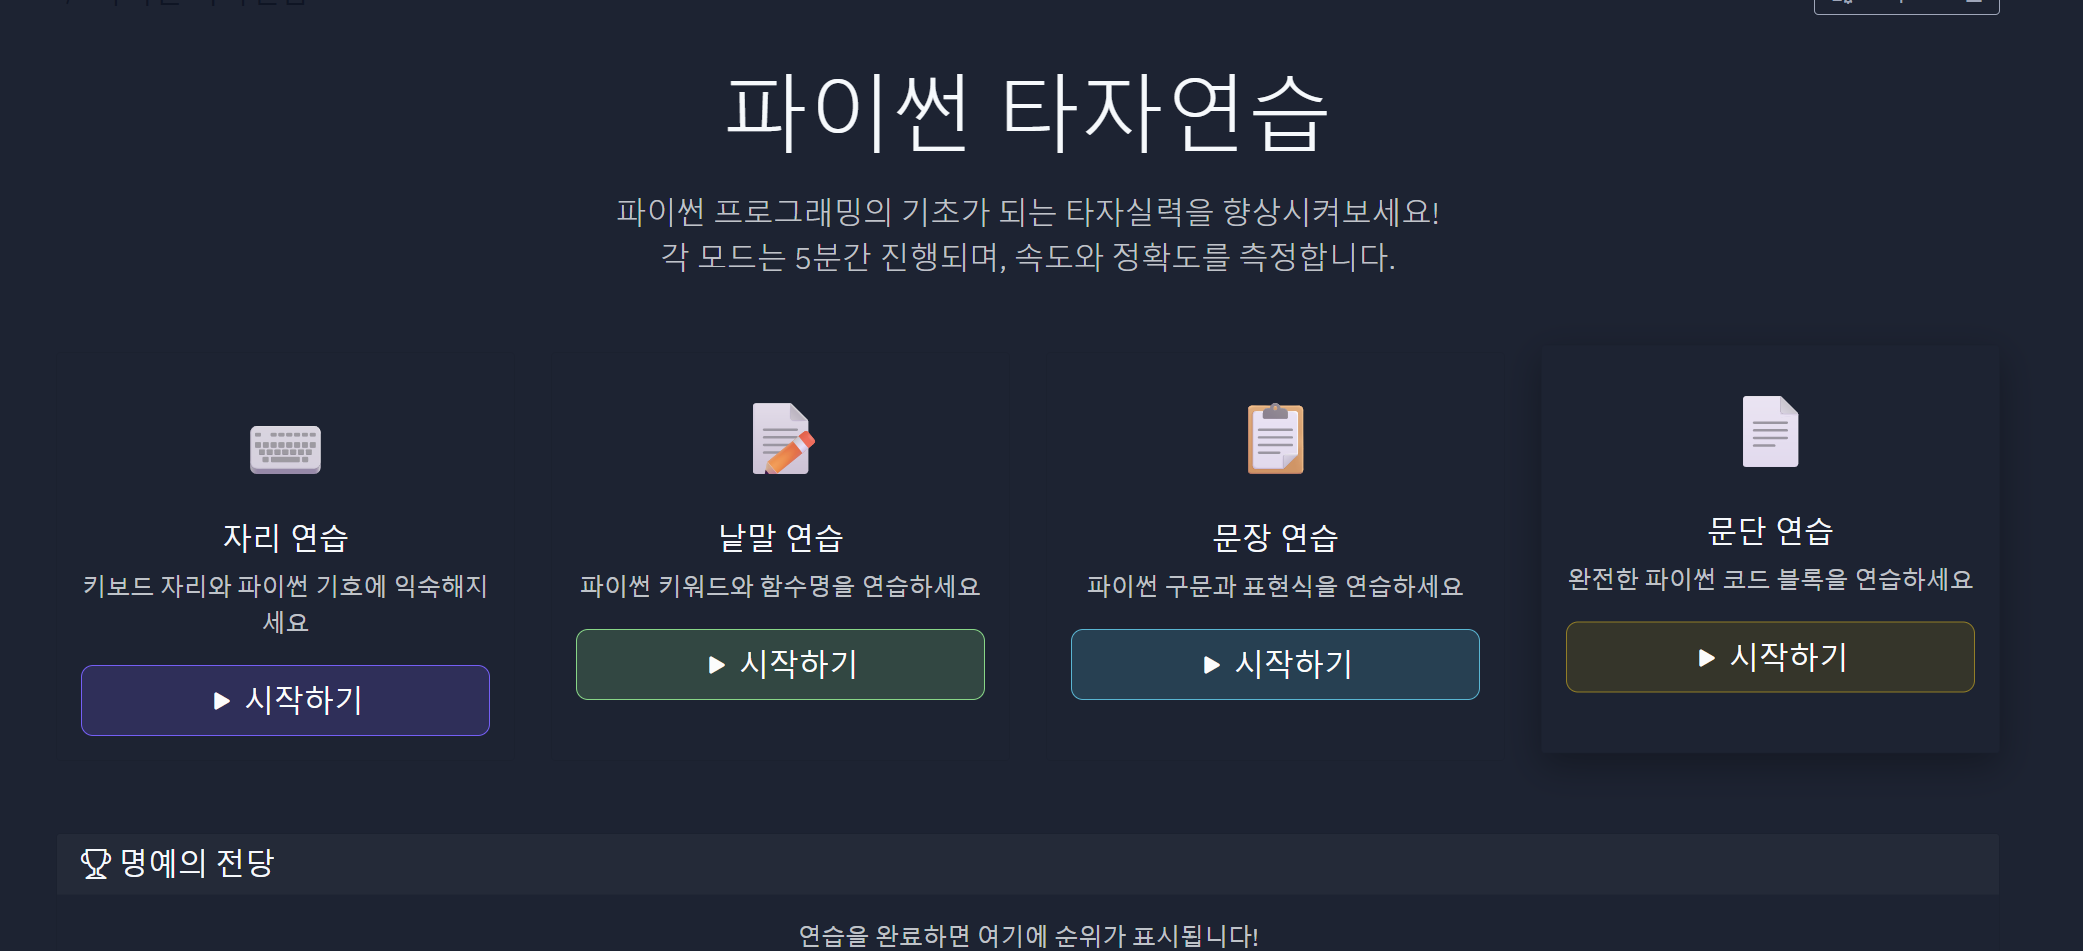 파이썬 타자연습
파이썬 프로그래밍의 기초가 되는 타자실력을 향상시켜보세요!
각 모드는 5분간 진행되며, 속도와 정확도를 측정합니다.
자리 연습
키보드 자리와 파이썬 기호에 익숙해지
세요
시작하기
낱말 연습
파이썬 키워드와 함수명을 연습하세요
시작하기
문장 연습
파이썬 구문과 표현식을 연습하세요
시작하기
문단 연습
완전한 파이썬 코드 블록을 연습하세요
시작하기
명예의 전당
연습을 완료하면 여기에 순위가 표시됩니다!